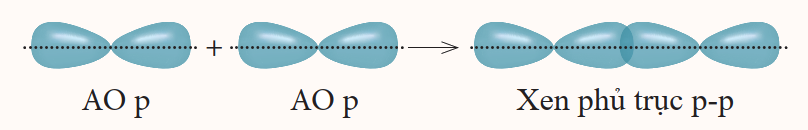 +
AO p AO p Xen phủ trục p-p